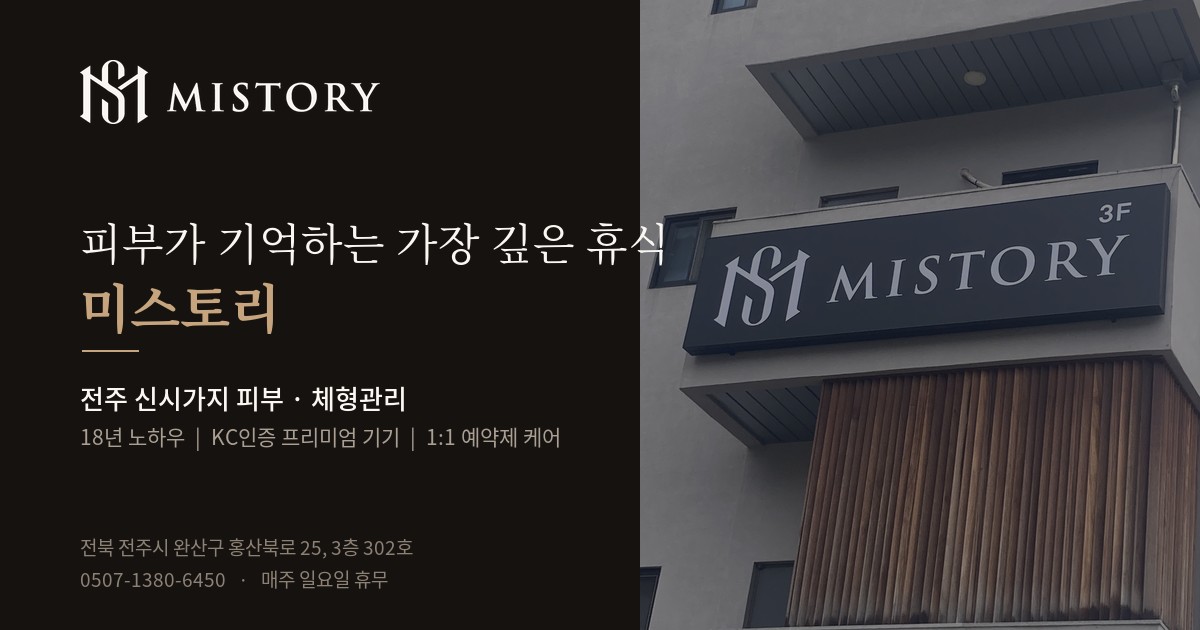 MS MISTORY
피부가 기억하는 가장 깊은 휴식
미스토리
전주 신시가지 피부 · 체형관리
18년 노하우 | KC인증 프리미엄 기기 | 1:1 예약제 케어
전북 전주시 완산구 홍산북로 25, 3층 302호
0507-1380-6450 · 매주 일요일 휴무
3F
MS MISTORY